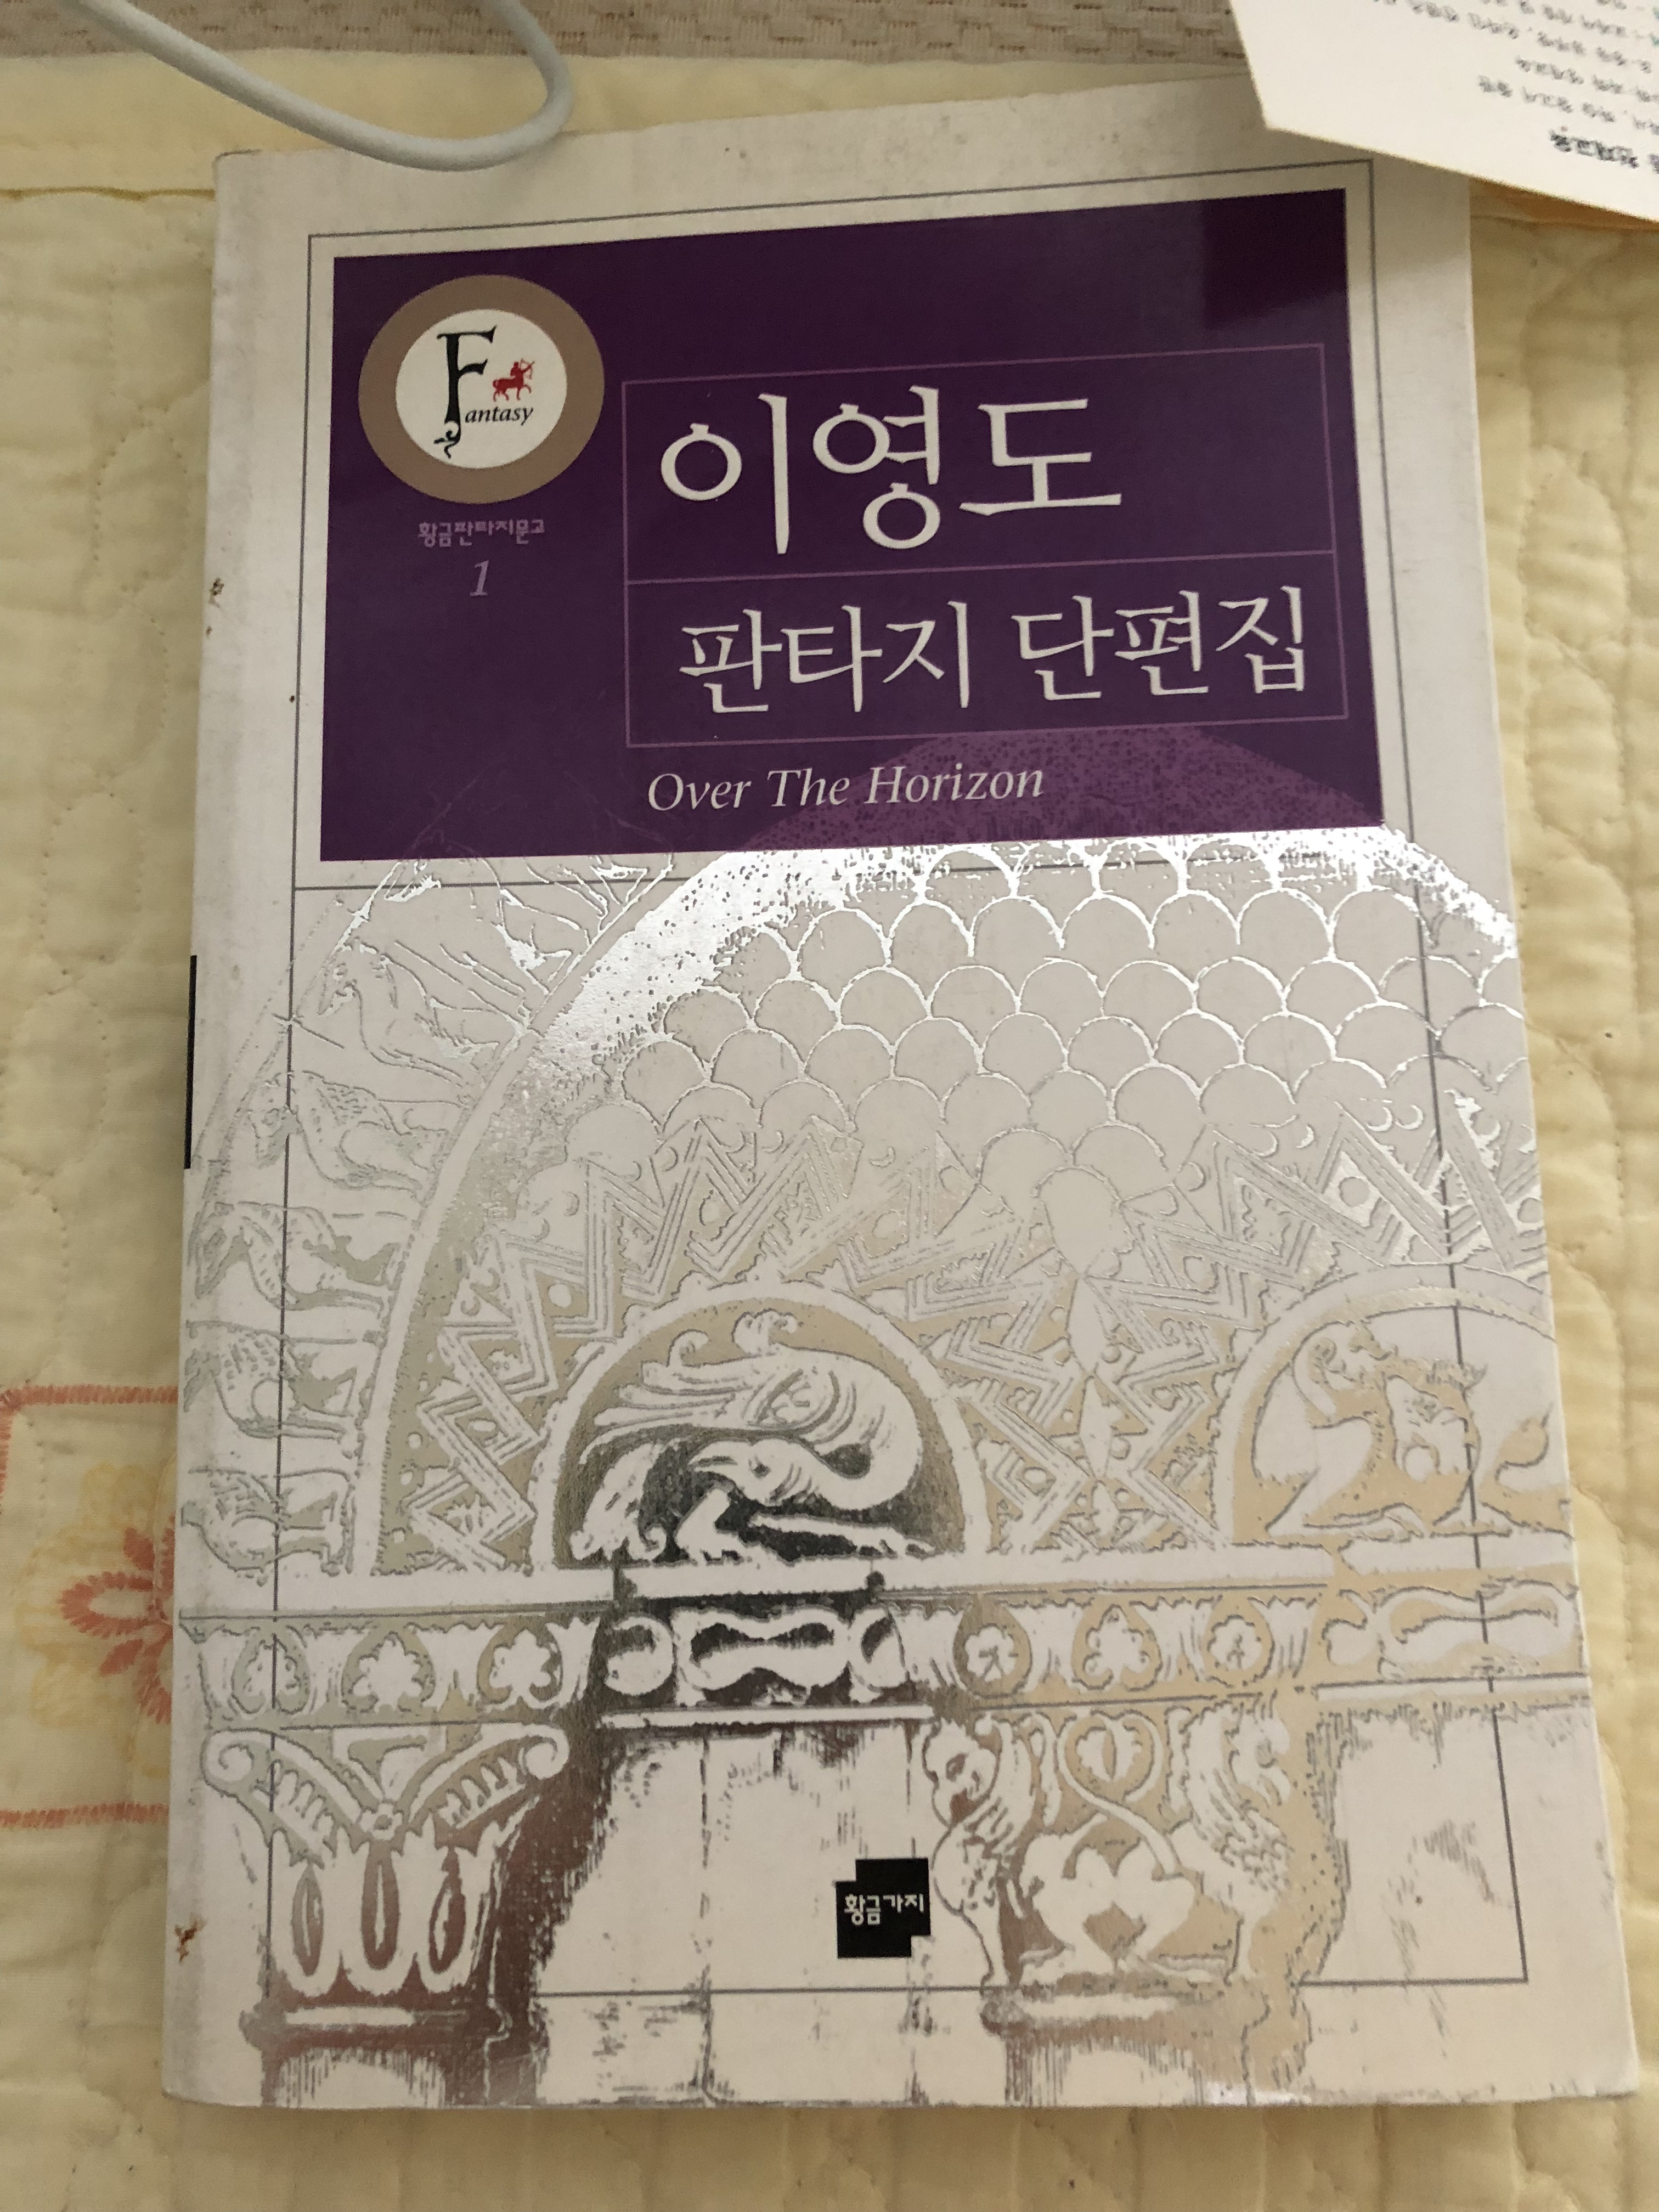 Fantasy
황금판타지문고
1
이영도
판타지 단편집
Over The Horizon
황금가지